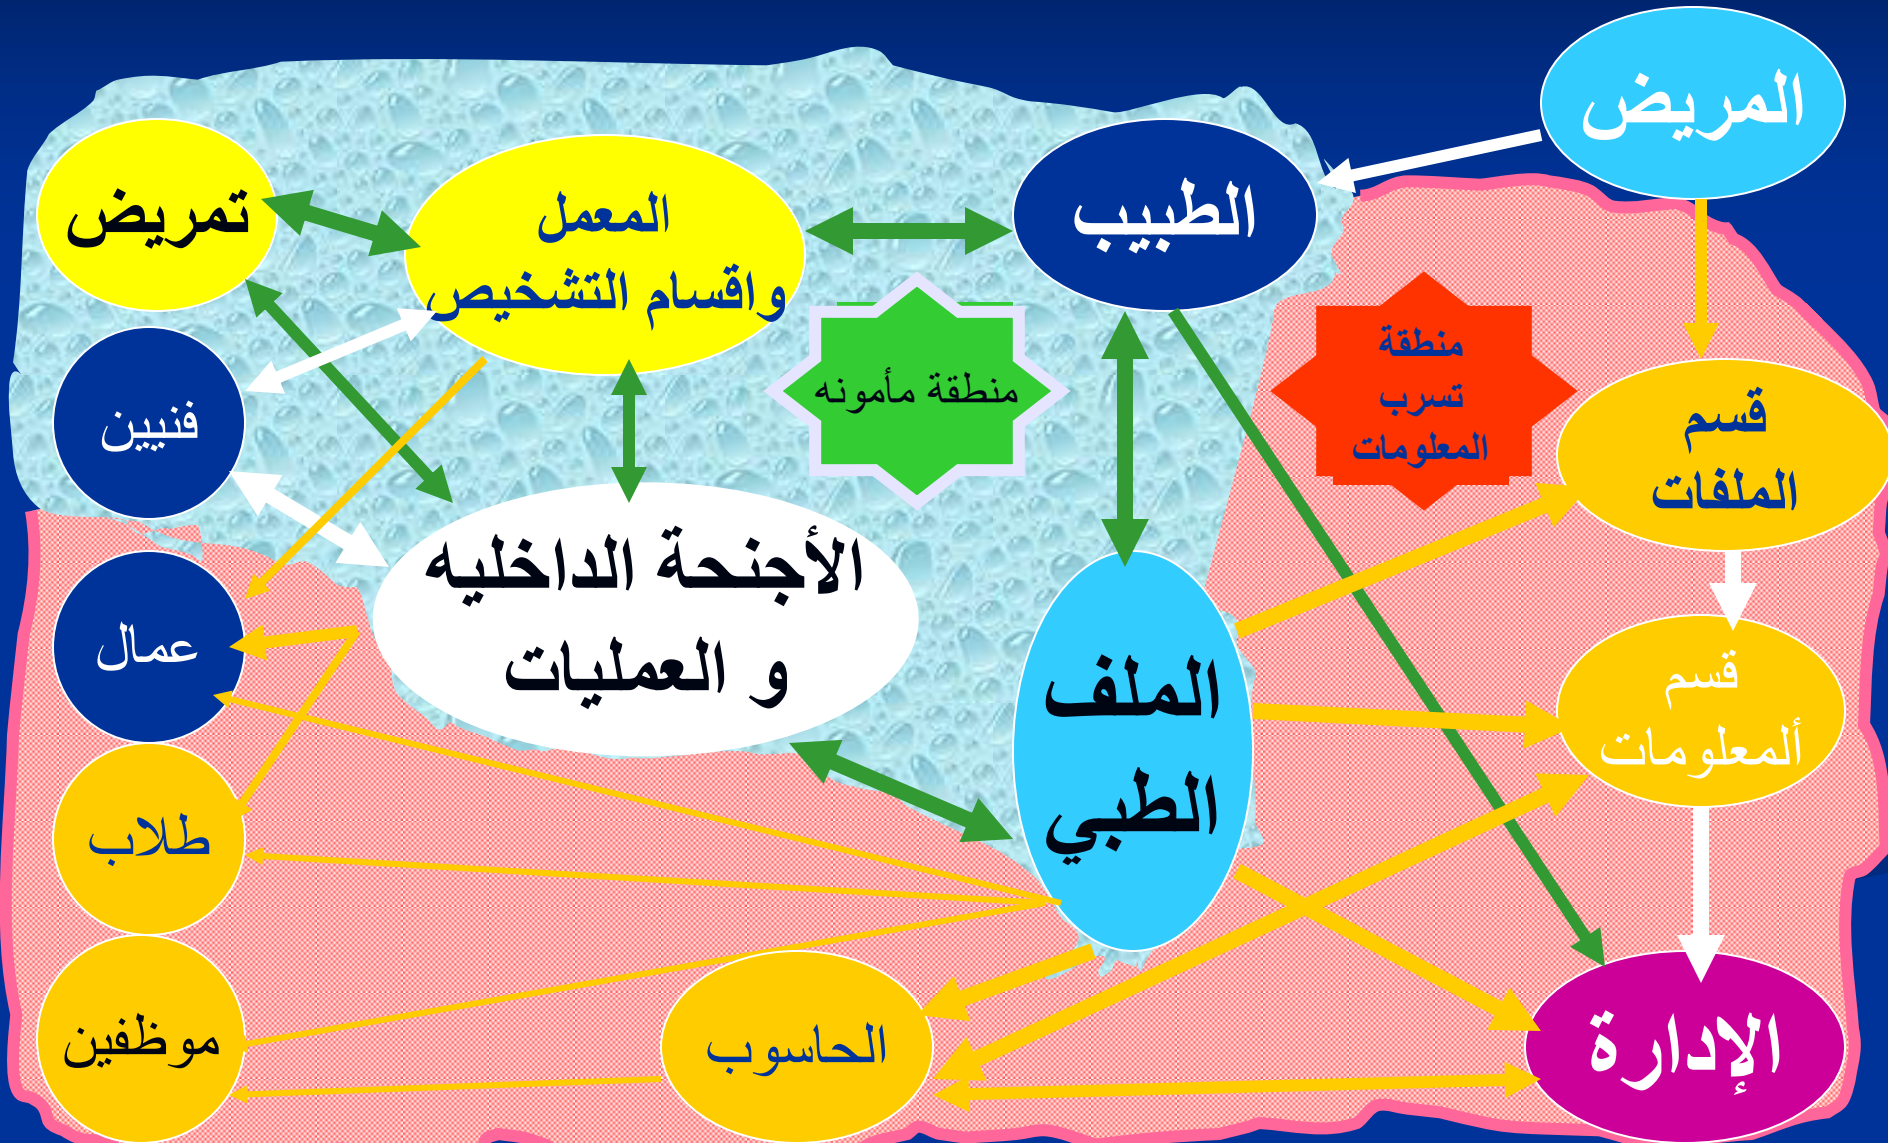 المريض
الطبيب
المعمل
واقسام التشخيص
تمريض
منطقة
تسرب
المعلومات
منطقة مأمونه
قسم
الملفات
فنيين
الأجنحة الداخليه
و العمليات
عمال
الملف
الطبي
قسم
ألمعلومات
طلاب
موظفين
الحاسوب
الإدارة